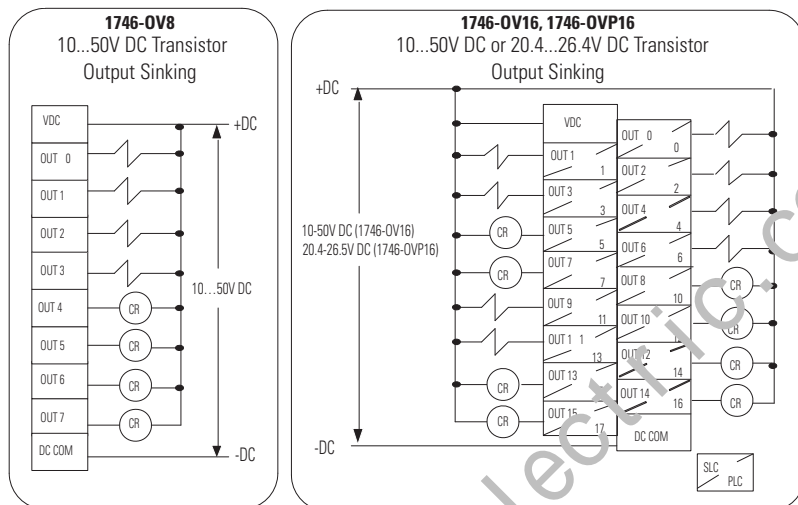 1746-OV8
10...50V DC Transistor
Output Sinking
VDC
+DC
OUT 0
OUT 1
OUT 2
OUT 3
10...50V DC
OUT 4
CR
OUT 5
CR
OUT 6
CR
OUT 7
CR
DC COM
-DC
1746-OV16, 1746-OVP16
10...50V DC or 20.4...26.4V DC Transistor
Output Sinking
+DC
VDC
OUT 0
0
OUT 1
1
OUT 2
2
OUT 3
3
OUT 4
4
10-50V DC (1746-OV16)
20.4-26.5V DC (1746-OVP16)
CR
OUT 5
5
OUT 6
6
CR
OUT 7
7
OUT 8
10
CR
OUT 9
11
OUT 10
CR
OUT 1 1
13
OUT 12
14
CR
CR
OUT 13
OUT 14
16
CR
CR
OUT 15
17
DC COM
-DC
SLC
PLC
lectric.c